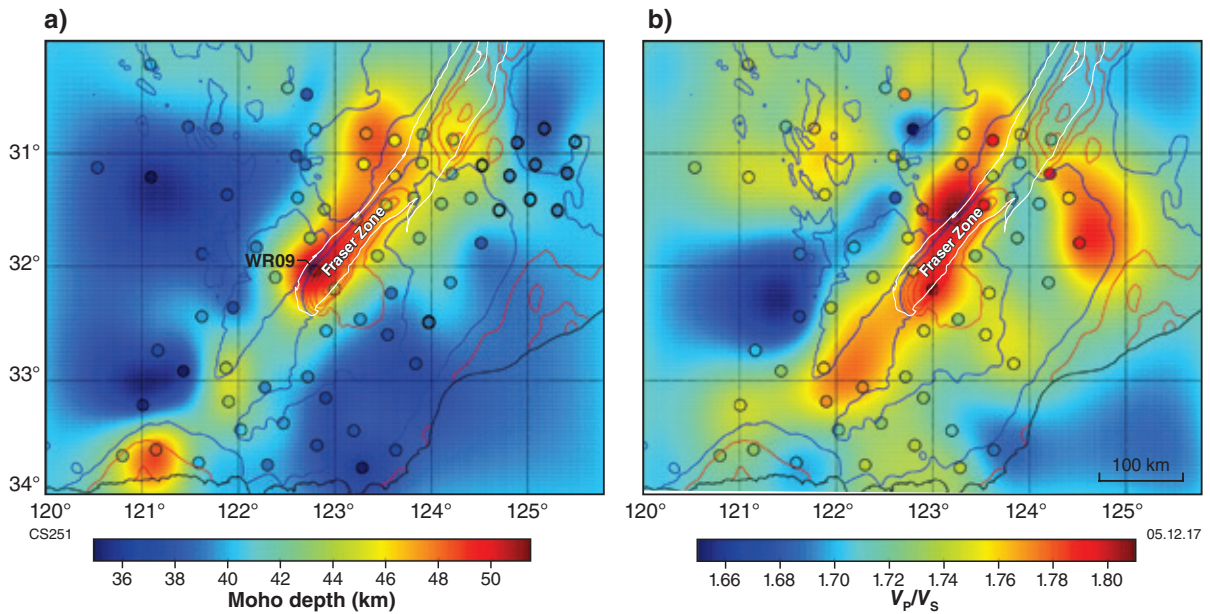 a)
b)
31°
32°
33°
34°
WR09
Fraser Zone
Fraser Zone
100 km
120° 121° 122° 123° 124° 125°
120° 121° 122° 123° 124° 125°
CS251
05.12.17
36 38 40 42 44 46 48 50
Moho depth (km)
1.66 1.68 1.70 1.72 1.74 1.76 1.78 1.80
VP/VS